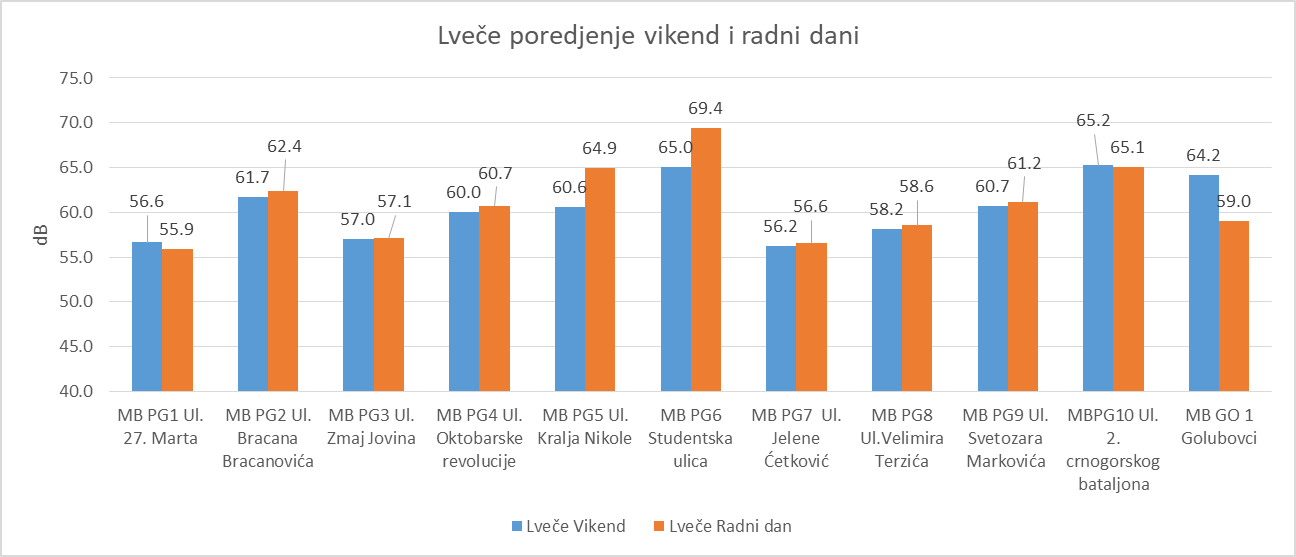 Lveče poredjenje vikend i radni dani
dB
75.0
70.0
65.0
60.0
55.0
50.0
45.0
40.0
56.6
55.9
61.7
62.4
57.0
57.1
60.0
60.7
60.6
64.9
65.0
69.4
56.2
56.6
58.2
58.6
60.7
61.2
65.2
65.1
64.2
59.0
MB PG1 Ul.
27. Marta
MB PG2 Ul.
Bracana
Bracanovića
MB PG3 Ul.
Zmaj Jovina
MB PG4 Ul.
Oktobarske
revolucije
MB PG5 Ul.
Kralja Nikole
MB PG6
Studentska
ulica
MB PG7 Ul.
Jelene
Ćetković
MB PG8
Ul.Velimira
Terzića
MB PG9 Ul.
Svetozara
Markovića
MBPG10 Ul.
2.
crnogorskog
bataljona
MB GO 1
Golubovci
Lveče Vikend
Lveče Radni dan